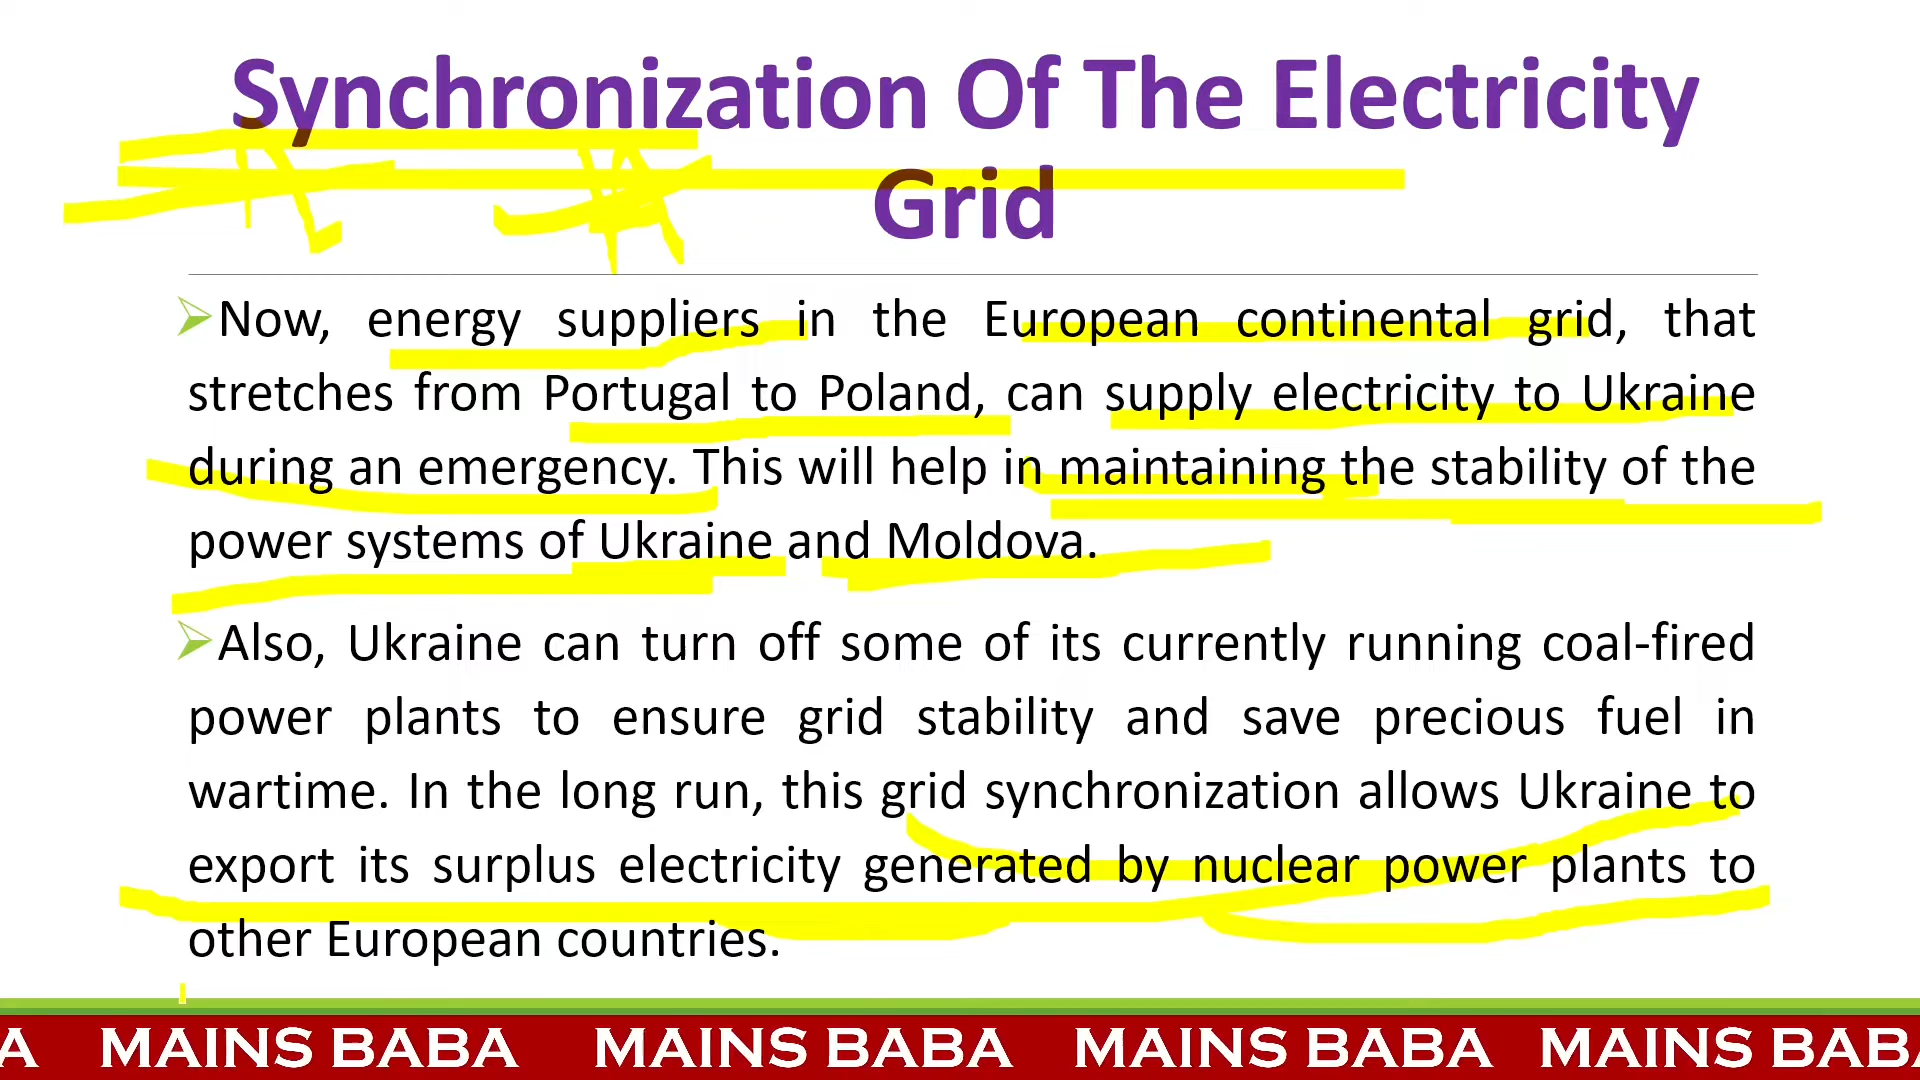 Synchronization Of The Electricity
Grid
Now, energy suppliers in the European continental grid, that
stretches from Portugal to Poland, can supply electricity to Ukraine
during an emergency. This will help in maintaining the stability of the
power systems of Ukraine and Moldova.
Also, Ukraine can turn off some of its currently running coal-fired
power plants to ensure grid stability and save precious fuel in
wartime. In the long run, this grid synchronization allows Ukraine to
export its surplus electricity generated by nuclear power plants to
other European countries.
A MAINS BABA MAINS BABA MAINS BABA MAINS BAB